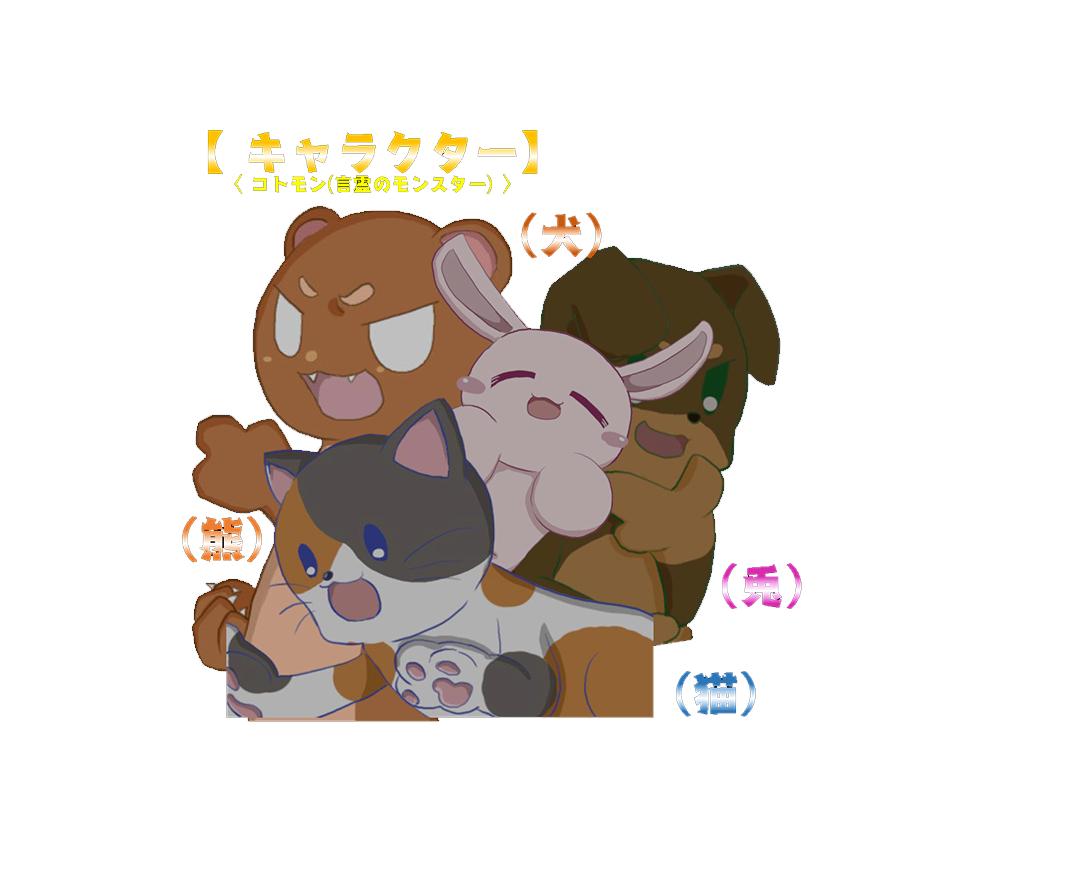 【 キャラクター】
〈 コトモン(言霊のモンスター) 〉
（犬）
（熊）
（兎）
（猫）